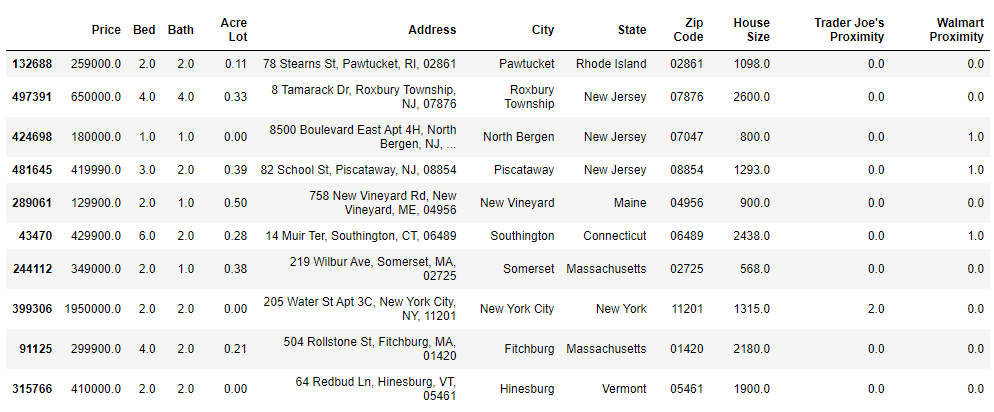 Price Bed Bath Acre Lot Address City State Zip Code House Size Trader Joe's Proximity Walmart Proximity
132688 259000.0 2.0 2.0 0.11 78 Stearns St, Pawtucket, RI, 02861 Pawtucket Rhode Island 02861 1098.0 0.0 0.0
497391 650000.0 4.0 4.0 0.33 8 Tamarack Dr, Roxbury Township, NJ, 07876 Roxbury Township New Jersey 07876 2600.0 0.0 0.0
424698 180000.0 1.0 1.0 0.00 8500 Boulevard East Apt 4H, North Bergen, NJ, ... North Bergen New Jersey 07047 800.0 0.0 1.0
481645 419990.0 3.0 2.0 0.39 82 School St, Piscataway, NJ, 08854 Piscataway New Jersey 08854 1293.0 0.0 1.0
289061 129900.0 2.0 1.0 0.50 758 New Vineyard Rd, New Vineyard, ME, 04956 New Vineyard Maine 04956 900.0 0.0 0.0
43470 429900.0 6.0 2.0 0.28 14 Muir Ter, Southington, CT, 06489 Southington Connecticut 06489 2438.0 0.0 1.0
244112 349000.0 2.0 1.0 0.38 219 Wilbur Ave, Somerset, MA, 02725 Somerset Massachusetts 02725 568.0 0.0 0.0
399306 1950000.0 2.0 2.0 0.00 205 Water St Apt 3C, New York City, NY, 11201 New York City New York 11201 1315.0 2.0 0.0
91125 299900.0 4.0 2.0 0.21 504 Rollstone St, Fitchburg, MA, 01420 Fitchburg Massachusetts 01420 2180.0 0.0 0.0
315766 410000.0 2.0 2.0 0.00 64 Redbud Ln, Hinesburg, VT, 05461 Hinesburg Vermont 05461 1900.0 0.0 0.0